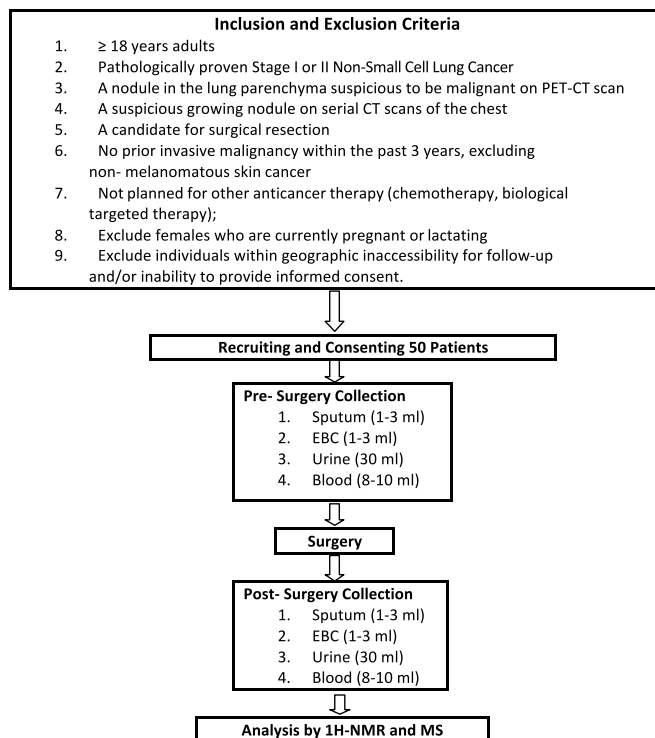 Inclusion and Exclusion Criteria
1. ≥ 18 years adults
2. Pathologically proven Stage I or II Non-Small Cell Lung Cancer
3. A nodule in the lung parenchyma suspicious to be malignant on PET-CT scan
4. A suspicious growing nodule on serial CT scans of the chest
5. A candidate for surgical resection
6. No prior invasive malignancy within the past 3 years, excluding
non- melanomatous skin cancer
7. Not planned for other anticancer therapy (chemotherapy, biological
targeted therapy);
8. Exclude females who are currently pregnant or lactating
9. Exclude individuals within geographic inaccessibility for follow-up
and/or inability to provide informed consent.
Recruiting and Consenting 50 Patients
Pre- Surgery Collection
1. Sputum (1-3 ml)
2. EBC (1-3 ml)
3. Urine (30 ml)
4. Blood (8-10 ml)
Surgery
Post- Surgery Collection
1. Sputum (1-3 ml)
2. EBC (1-3 ml)
3. Urine (30 ml)
4. Blood (8-10 ml)
Analysis by 1H-NMR and MS